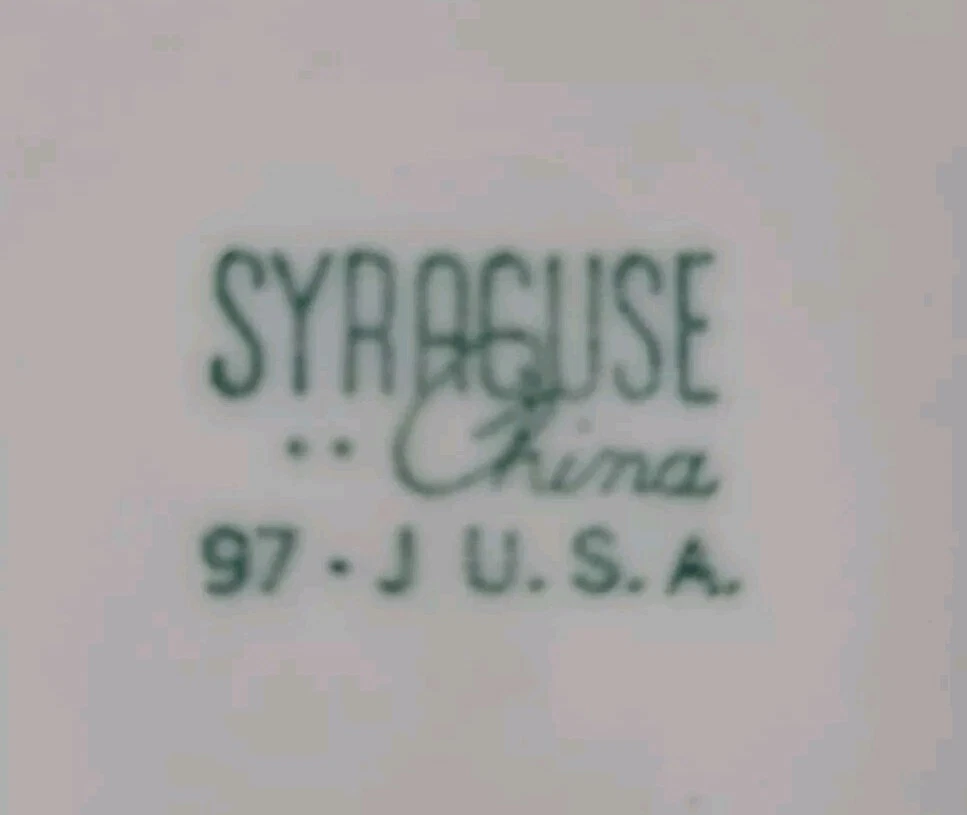 SYRACUSE
•• China
97 • J U.S.A.